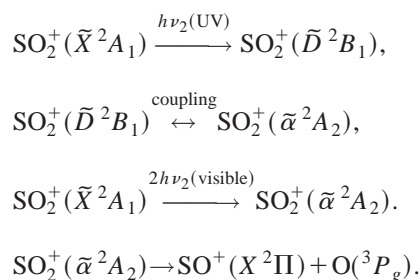 SO₂⁺(X̃ ²A₁) —hν₂(UV)→ SO₂⁺(D̃ ²B₁),
SO₂⁺(D̃ ²B₁) coupling↔ SO₂⁺(α̃ ²A₂),
SO₂⁺(X̃ ²A₁) —2hν₂(visible)→ SO₂⁺(α̃ ²A₂).
SO₂⁺(α̃ ²A₂)→SO⁺(X ²Π)+O(³P_g).